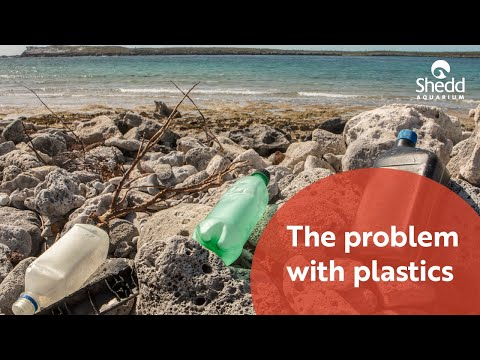 Shedd
AQUARIUM
The problem
with plastics